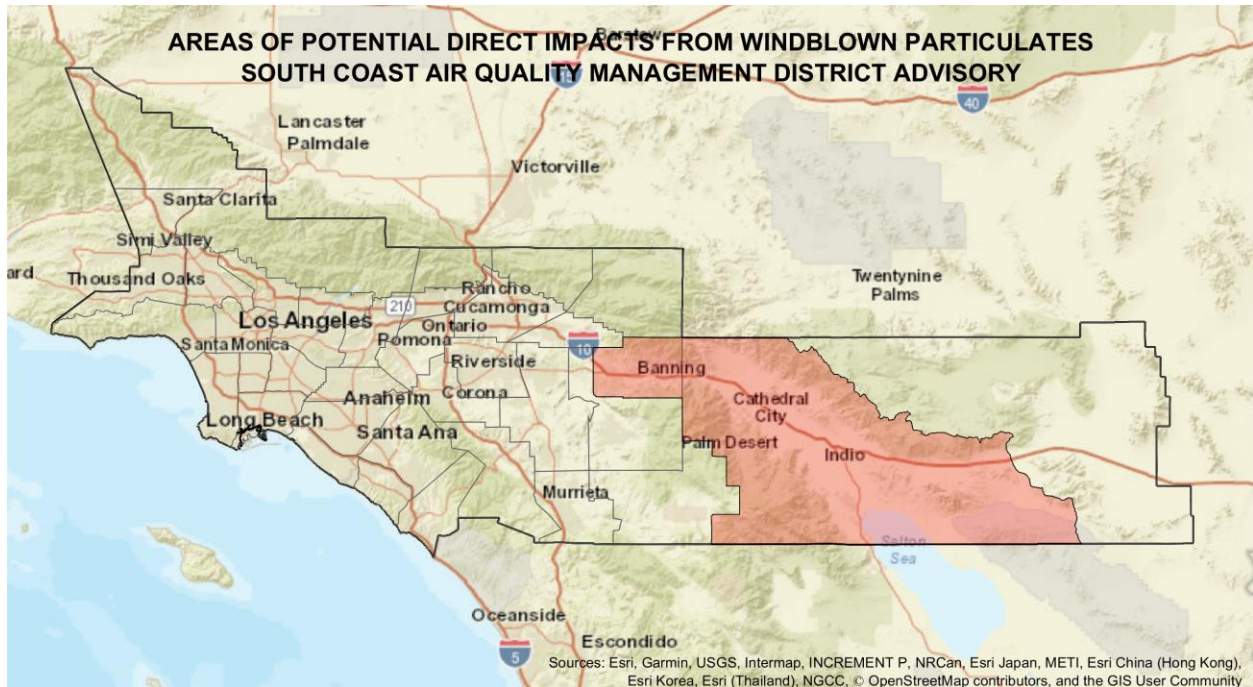 AREAS OF POTENTIAL DIRECT IMPACTS FROM WINDBLOWN PARTICULATES
Barstow
SOUTH COAST AIR QUALITY MANAGEMENT DISTRICT ADVISORY
15
40
Lancaster
Palmdale
Victorville
Santa Clarita
Simi Valley
ard
Thousand Oaks
Twentynine
Palms
Rancho
Cucamonga
210
Los Angeles
Ontario
Pomona
Santa Monica
10
Riverside
Banning
Corona
Anaheim
Cathedral
City
Long Beach
Santa Ana
Palm Desert
Indio
Murrieta
Salton
Sea
Oceanside
Escondido
5
Sources: Esri, Garmin, USGS, Intermap, INCREMENT P, NRCan, Esri Japan, METI, Esri China (Hong Kong),
Esri Korea, Esri (Thailand), NGCC, © OpenStreetMap contributors, and the GIS User Community